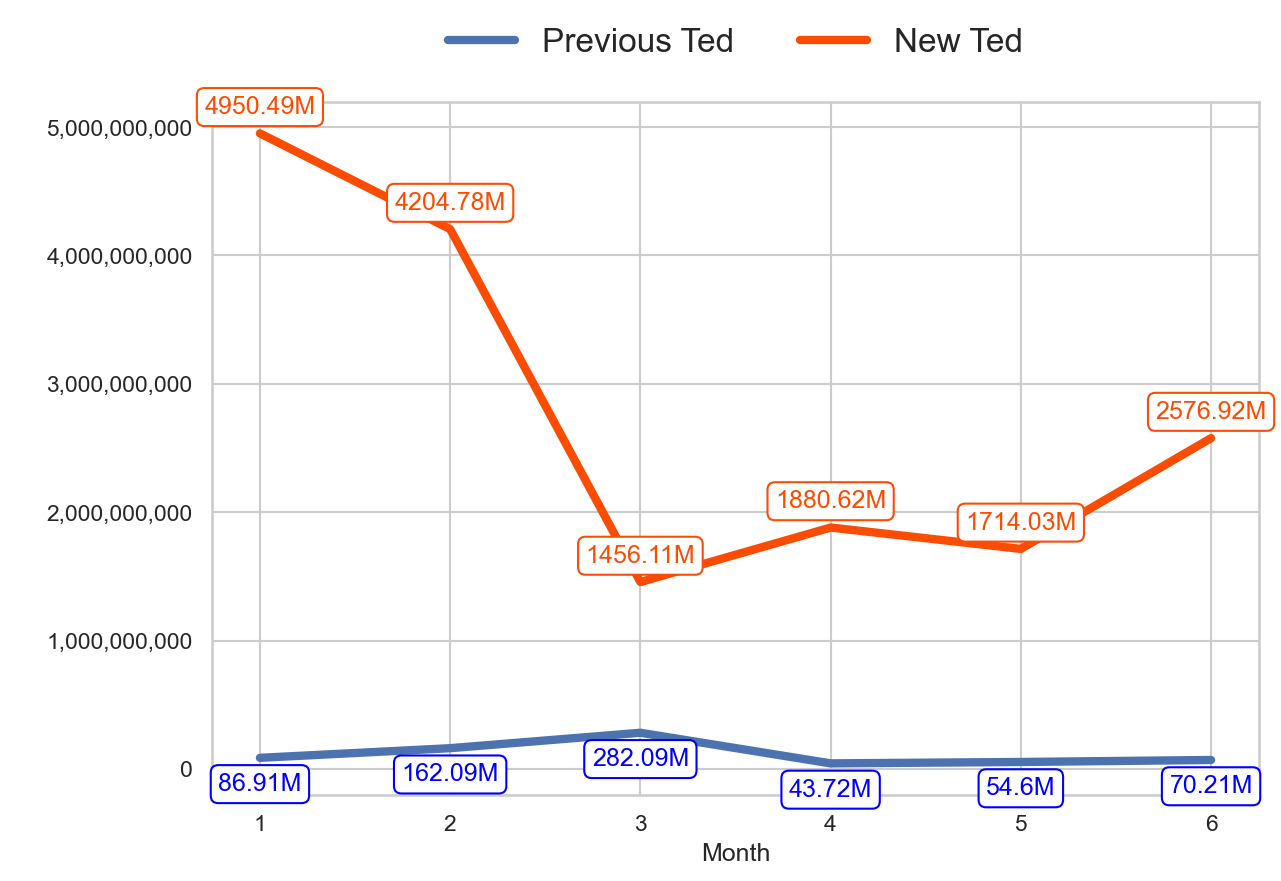 Previous Ted New Ted
4950.49M
5,000,000,000
4204.78M
4,000,000,000
3,000,000,000
2576.92M
1880.62M
2,000,000,000
1714.03M
1456.11M
1,000,000,000
282.09M
0
162.09M
86.91M
70.21M
54.6M
43.72M
1 2 3 4 5 6
Month